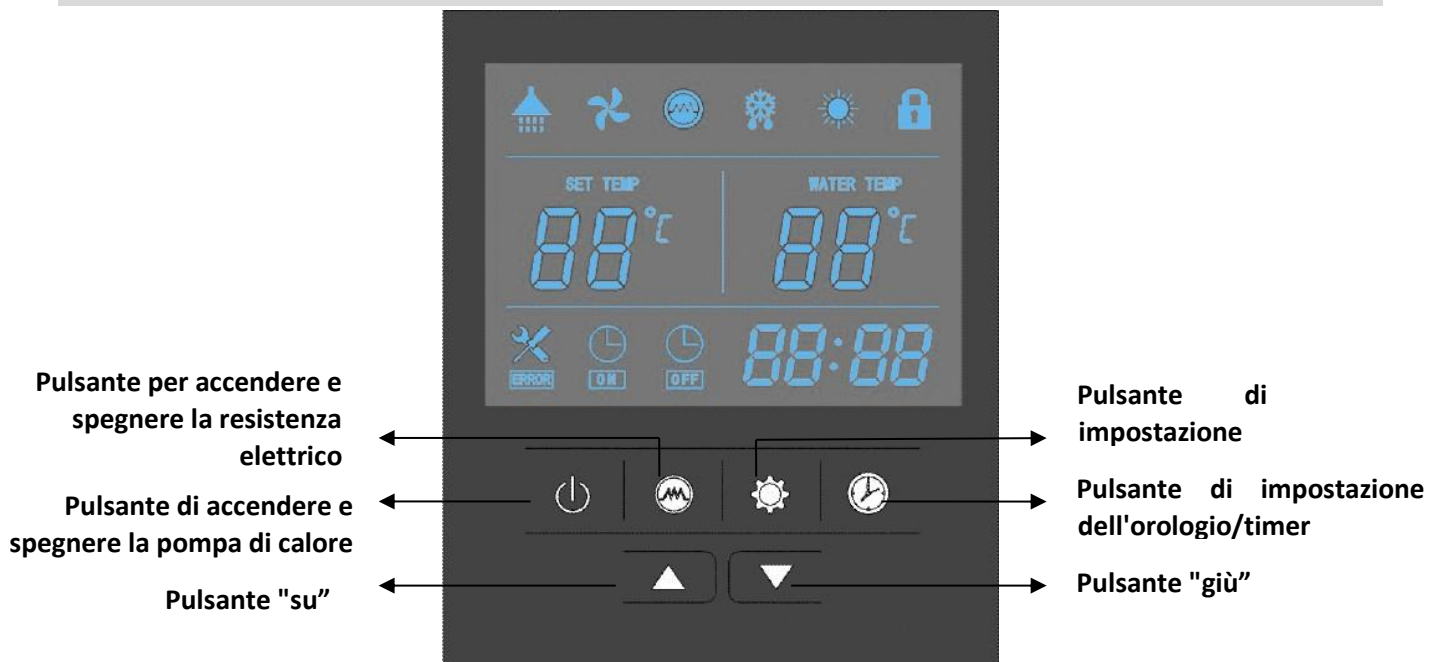 SET TEMP
WATER TEMP
88°C
88°C
ERROR
ON
OFF
88:88
Pulsante per accendere e
spegnere la resistenza
elettrico
Pulsante di accendere e
spegnere la pompa di calore
Pulsante "su”
Pulsante di
impostazione
Pulsante di impostazione
dell'orologio/timer
Pulsante "giù”